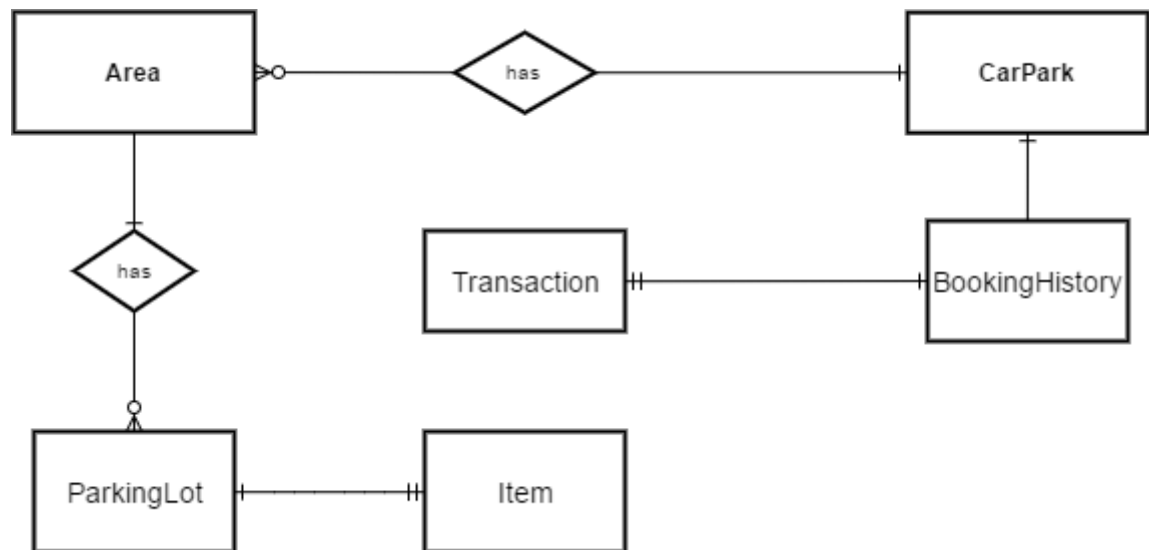 Area
has
CarPark
has
Transaction
BookingHistory
ParkingLot
Item